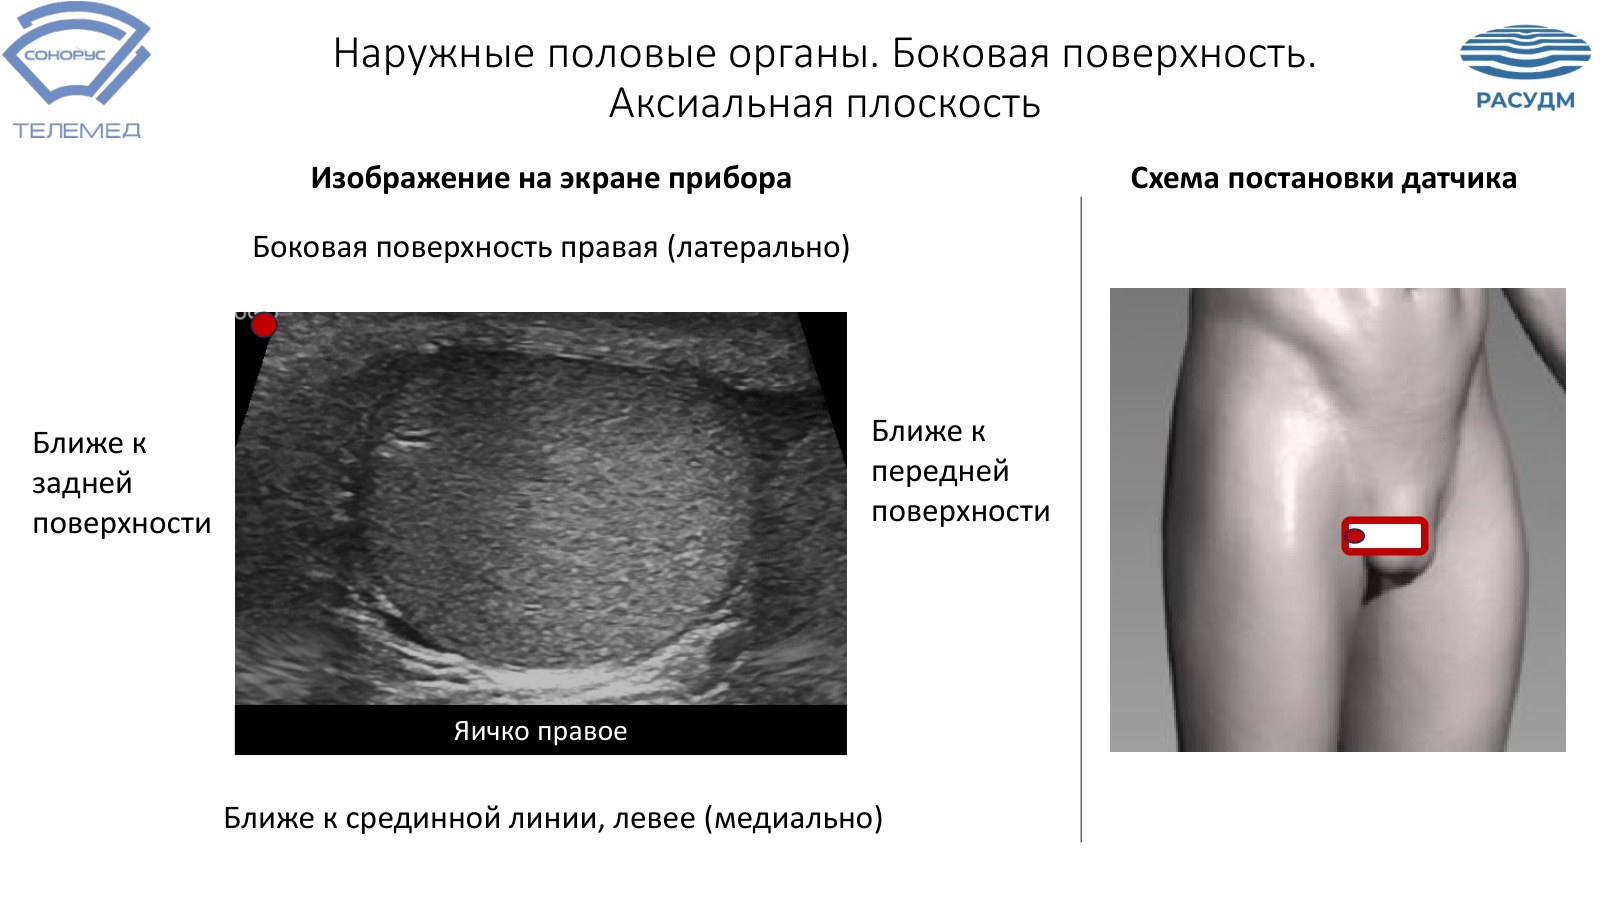 СОНОРУС
ТЕЛЕМЕД
Наружные половые органы. Боковая поверхность.
Аксиальная плоскость
РАСУДМ
Изображение на экране прибора
Схема постановки датчика
Боковая поверхность правая (латерально)
Ближе к
задней
поверхности
Ближе к
передней
поверхности
Яичко правое
Ближе к срединной линии, левее (медиально)